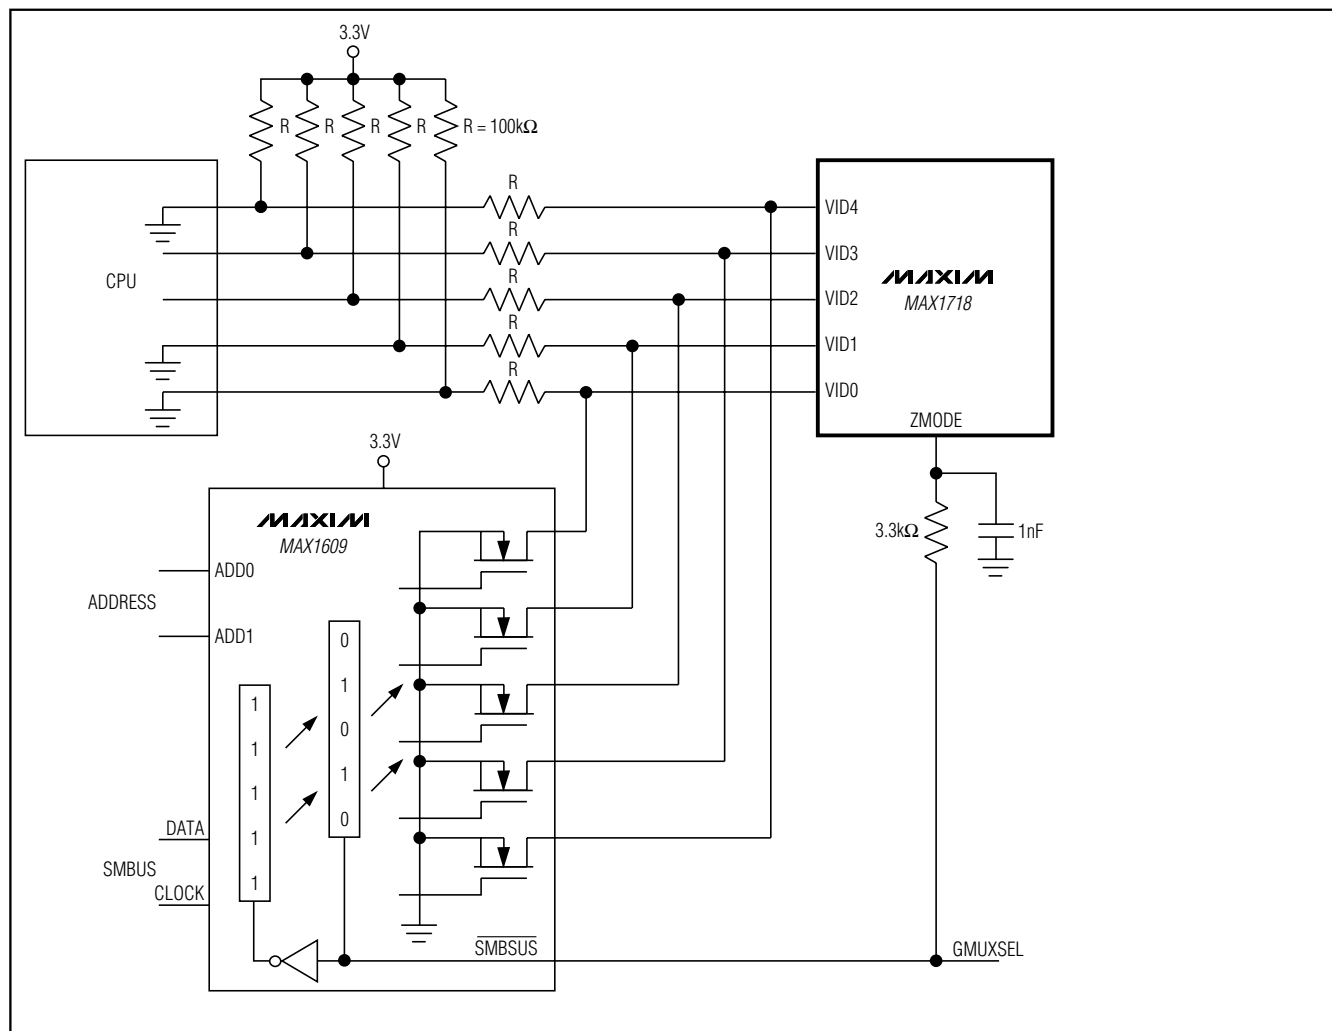 3.3V
R R R R R = 100kΩ
R
VID4
R
VID3
CPU
MAXIM
MAX1718
R
VID2
R
VID1
R
VID0
ZMODE
3.3V
MAXIM
MAX1609
3.3kΩ
1nF
ADD0
ADDRESS
ADD1
0
1
0
1
0
1
1
1
1
1
DATA
SMBUS
CLOCK
SMBSUS
GMUXSEL